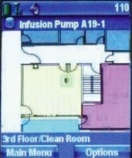 110
Infusion Pump A19-1
3rd Floor/Clean Room
Main Menu Options